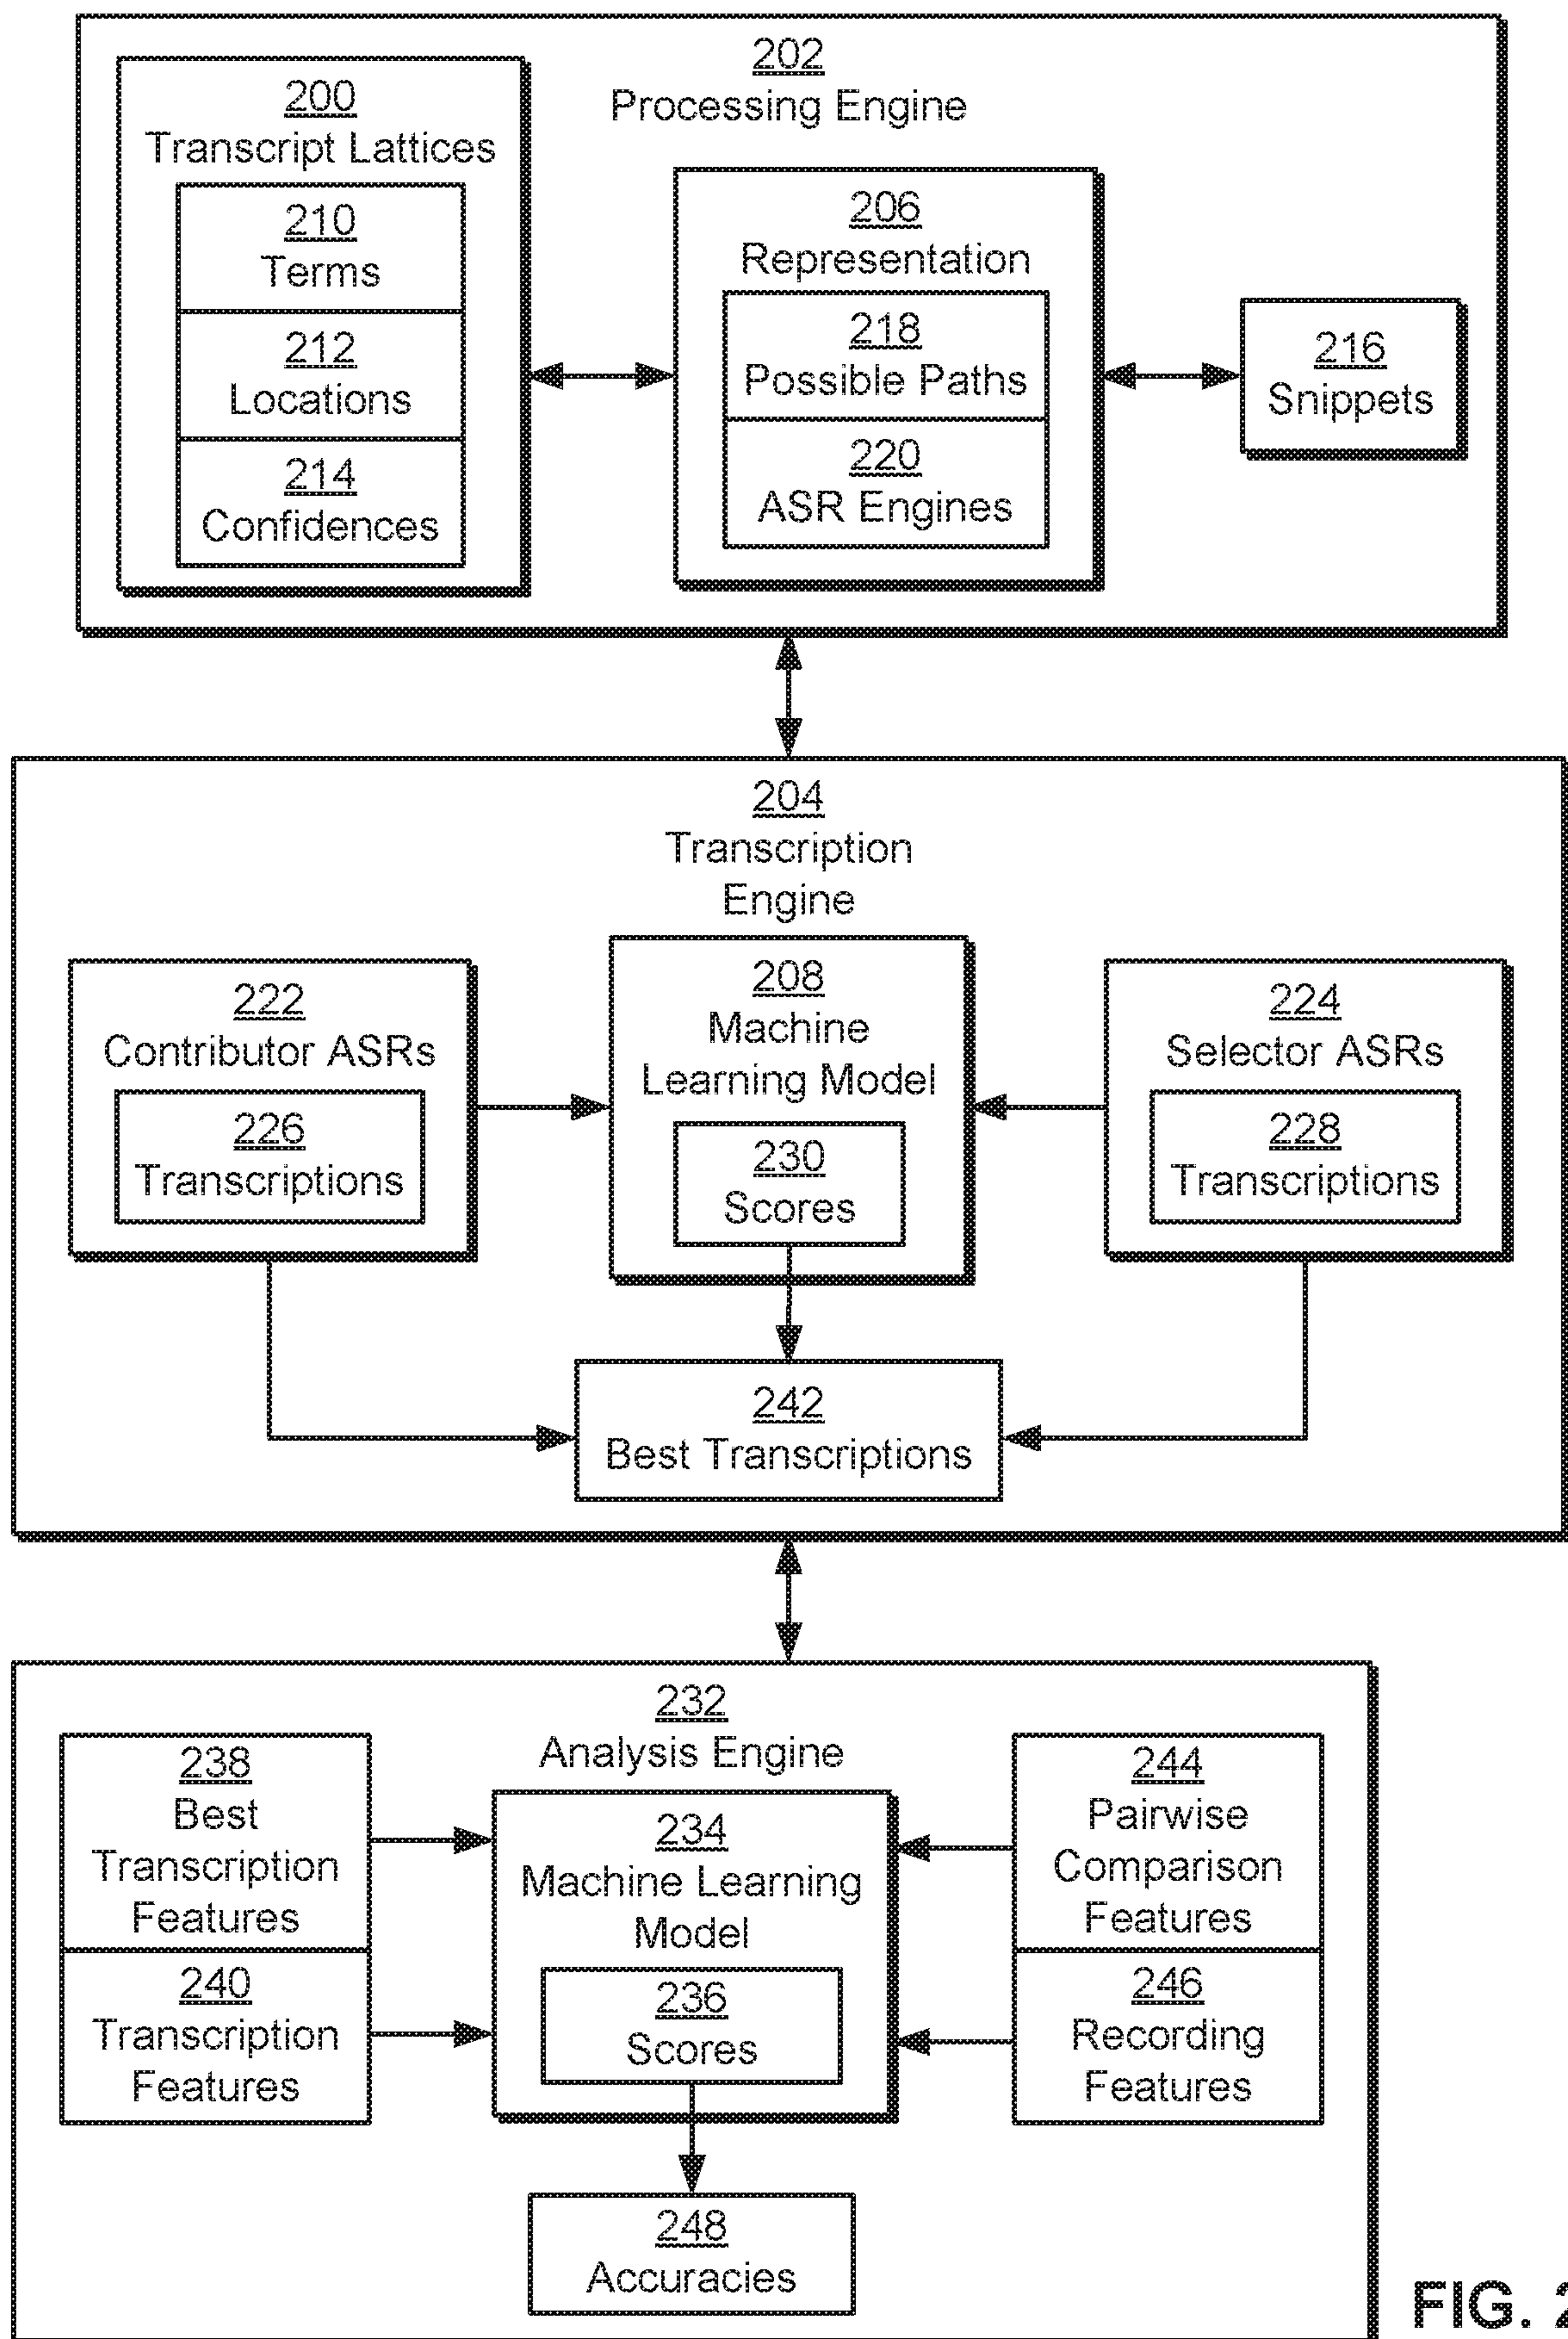 202
Processing Engine
200
Transcript Lattices
210
Terms
212
Locations
214
Confidences
206
Representation
218
Possible Paths
220
ASR Engines
216
Snippets
204
Transcription
Engine
222
Contributor ASRs
226
Transcriptions
208
Machine
Learning Model
230
Scores
224
Selector ASRs
228
Transcriptions
242
Best Transcriptions
232
Analysis Engine
238
Best
Transcription
Features
240
Transcription
Features
234
Machine Learning
Model
236
Scores
244
Pairwise
Comparison
Features
246
Recording
Features
248
Accuracies
FIG. 2